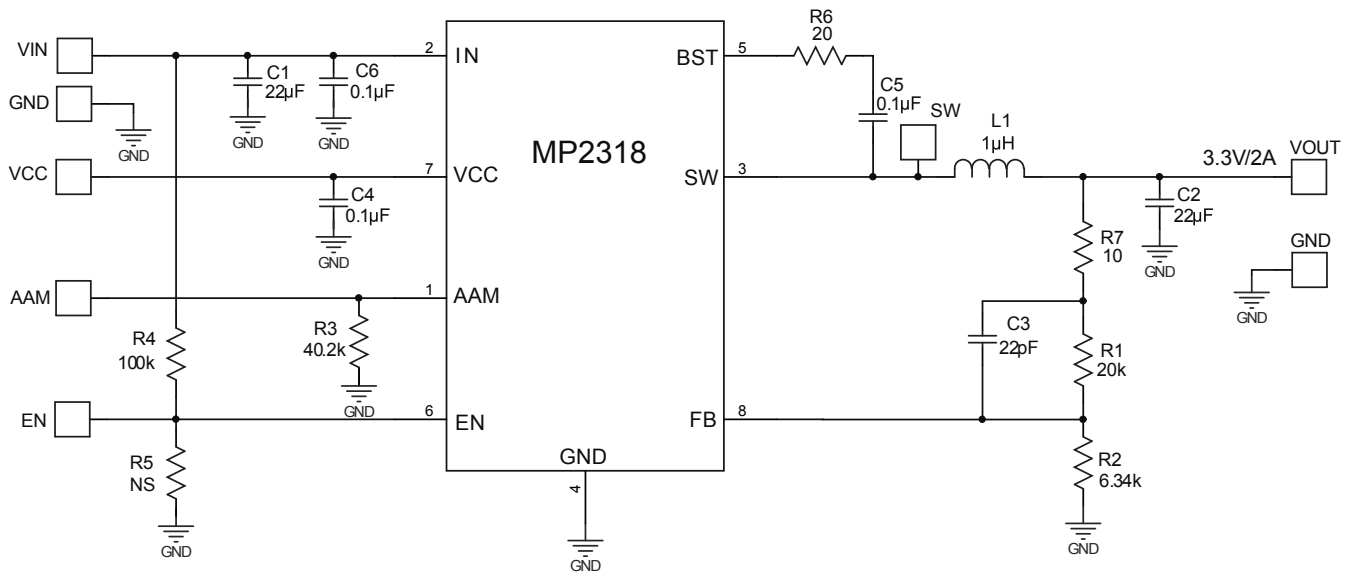 VIN
GND
GND
VCC
AAM
EN
R4
100k
R5
NS
GND
C1
22µF
GND
C6
0.1µF
GND
C4
0.1µF
GND
R3
40.2k
GND
2
IN
7
VCC
1
AAM
6
EN
MP2318
GND
4
GND
BST
5
SW
3
FB
8
R6
20
C5
0.1µF
SW
L1
1µH
3.3V/2A
VOUT
C2
22µF
GND
GND
GND
R7
10
C3
22pF
R1
20k
R2
6.34k
GND